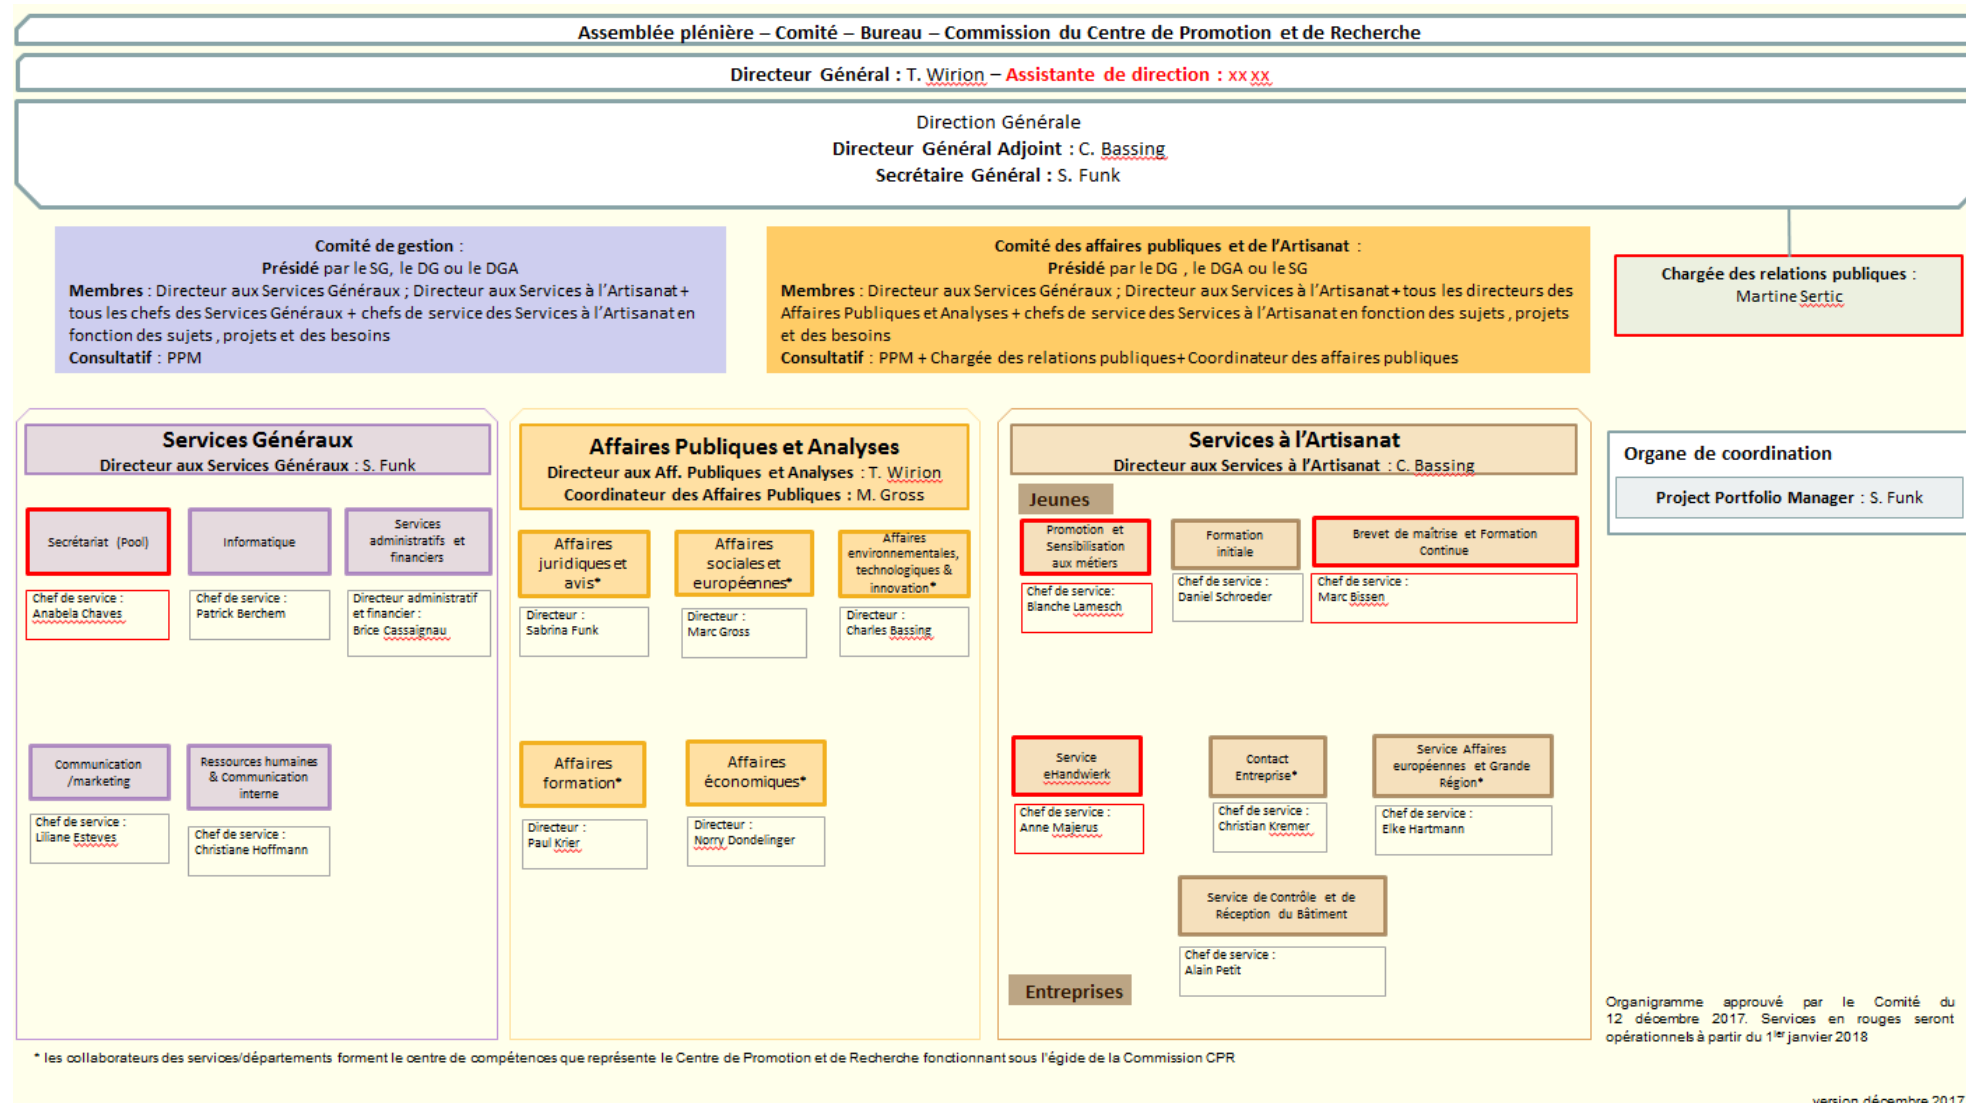 Assemblée plénière – Comité – Bureau – Commission du Centre de Promotion et de Recherche
Directeur Général : T. Wirion – Assistante de direction : xx xx
Direction Générale
Directeur Général Adjoint : C. Bassing
Secrétaire Général : S. Funk
Comité de gestion :
Présidé par le SG, le DG ou le DGA
Membres : Directeur aux Services Généraux ; Directeur aux Services à l’Artisanat +
tous les chefs des Services Généraux + chefs de service des Services à l’Artisanat en
fonction des sujets , projets et des besoins
Consultatif : PPM
Comité des affaires publiques et de l’Artisanat :
Présidé par le DG , le DGA ou le SG
Membres : Directeur aux Services Généraux ; Directeur aux Services à l’Artisanat + tous les directeurs des
Affaires Publiques et Analyses + chefs de service des Services à l’Artisanat en fonction des sujets , projets
et des besoins
Consultatif : PPM + Chargée des relations publiques+ Coordinateur des affaires publiques
Chargée des relations publiques :
Martine Sertic
Services Généraux
Directeur aux Services Généraux : S. Funk
Secrétariat (Pool)
Chef de service :
Anabela Chaves
Informatique
Chef de service :
Patrick Berchem
Services
administratifs et
financiers
Directeur administratif
et financier :
Brice Cassaignau
Communication
/marketing
Chef de service :
Liliane Esteves
Ressources humaines
& Communication
interne
Chef de service :
Christiane Hoffmann
Affaires Publiques et Analyses
Directeur aux Aff. Publiques et Analyses : T. Wirion
Coordinateur des Affaires Publiques : M. Gross
Affaires
juridiques et
avis*
Directeur :
Sabrina Funk
Affaires
sociales et
européennes*
Directeur :
Marc Gross
Affaires
environnementales,
technologiques &
innovation*
Directeur :
Charles Bassing
Affaires
formation*
Directeur :
Paul Krier
Affaires
économiques*
Directeur :
Norry Dondelinger
Services à l’Artisanat
Directeur aux Services à l’Artisanat : C. Bassing
Jeunes
Promotion et
Sensibilisation
aux métiers
Chef de service:
Blanche Lamesch
Formation
initiale
Chef de service :
Daniel Schroeder
Brevet de maîtrise et Formation
Continue
Chef de service :
Marc Bissen
Service
eHandwierk
Chef de service :
Anne Majerus
Contact
Entreprise*
Chef de service :
Christian Kremer
Service Affaires
européennes et Grande
Région*
Chef de service :
Elke Hartmann
Service de Contrôle et de
Réception du Bâtiment
Chef de service :
Alain Petit
Entreprises
Organe de coordination
Project Portfolio Manager : S. Funk
Organigramme approuvé par le Comité du
12 décembre 2017. Services en rouges seront
opérationnels à partir du 1ier janvier 2018
* les collaborateurs des services/départements forment le centre de compétences que représente le Centre de Promotion et de Recherche fonctionnant sous l'égide de la Commission CPR
version décembre 2017